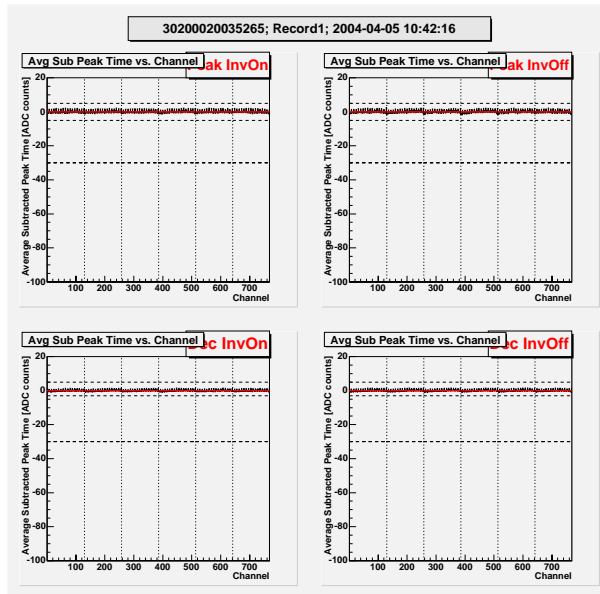 30200020035265; Record1; 2004-04-05 10:42:16
Avg Sub Peak Time vs. Channel
InvOn
Average Subtracted Peak Time [ADC counts]
20
0
-20
-40
-60
-80
-100
100 200 300 400 500 600 700
Channel
Avg Sub Peak Time vs. Channel
InvOff
Average Subtracted Peak Time [ADC counts]
20
0
-20
-40
-60
-80
-100
100 200 300 400 500 600 700
Channel
Avg Sub Peak Time vs. Channel
Dec InvOn
Average Subtracted Peak Time [ADC counts]
20
0
-20
-40
-60
-80
-100
100 200 300 400 500 600 700
Channel
Avg Sub Peak Time vs. Channel
Dec InvOff
Average Subtracted Peak Time [ADC counts]
20
0
-20
-40
-60
-80
-100
100 200 300 400 500 600 700
Channel